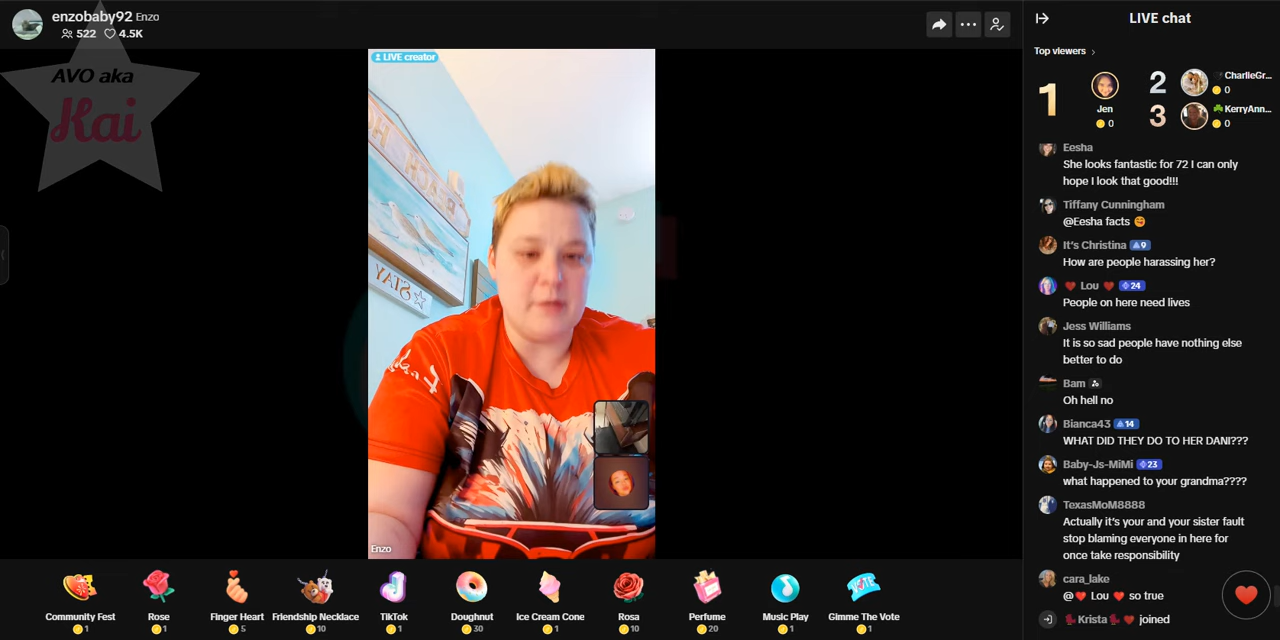 enzobaby92 Enzo
522 4.5K
AVO aka
Kai
LIVE creator
STAY
Enzo
LIVE chat
Top viewers
1
Jen
0
2
CharlieGr...
0
3
KerryAnn...
0
Eesha
She looks fantastic for 72 I can only
hope I look that good!!!
Tiffany Cunningham
@Eesha facts 😊
It's Christina 9
How are people harassing her?
♥ Lou ♥ 24
People on here need lives
Jess Williams
It is so sad people have nothing else
better to do
Bam
Oh hell no
Bianca43 14
WHAT DID THEY DO TO HER DANI???
Baby-Js-MiMi 23
what happened to your grandma????
TexasMoM8888
Actually it's your and your sister fault
stop blaming everyone in here for
once take responsibility
cara_lake
@♥ Lou ♥ so true
Krista ♥ joined
Community Fest
1
Rose
1
Finger Heart
5
Friendship Necklace
10
TikTok
1
Doughnut
30
Ice Cream Cone
1
Rosa
10
Perfume
20
Music Play
1
VOTE
Gimme The Vote
1